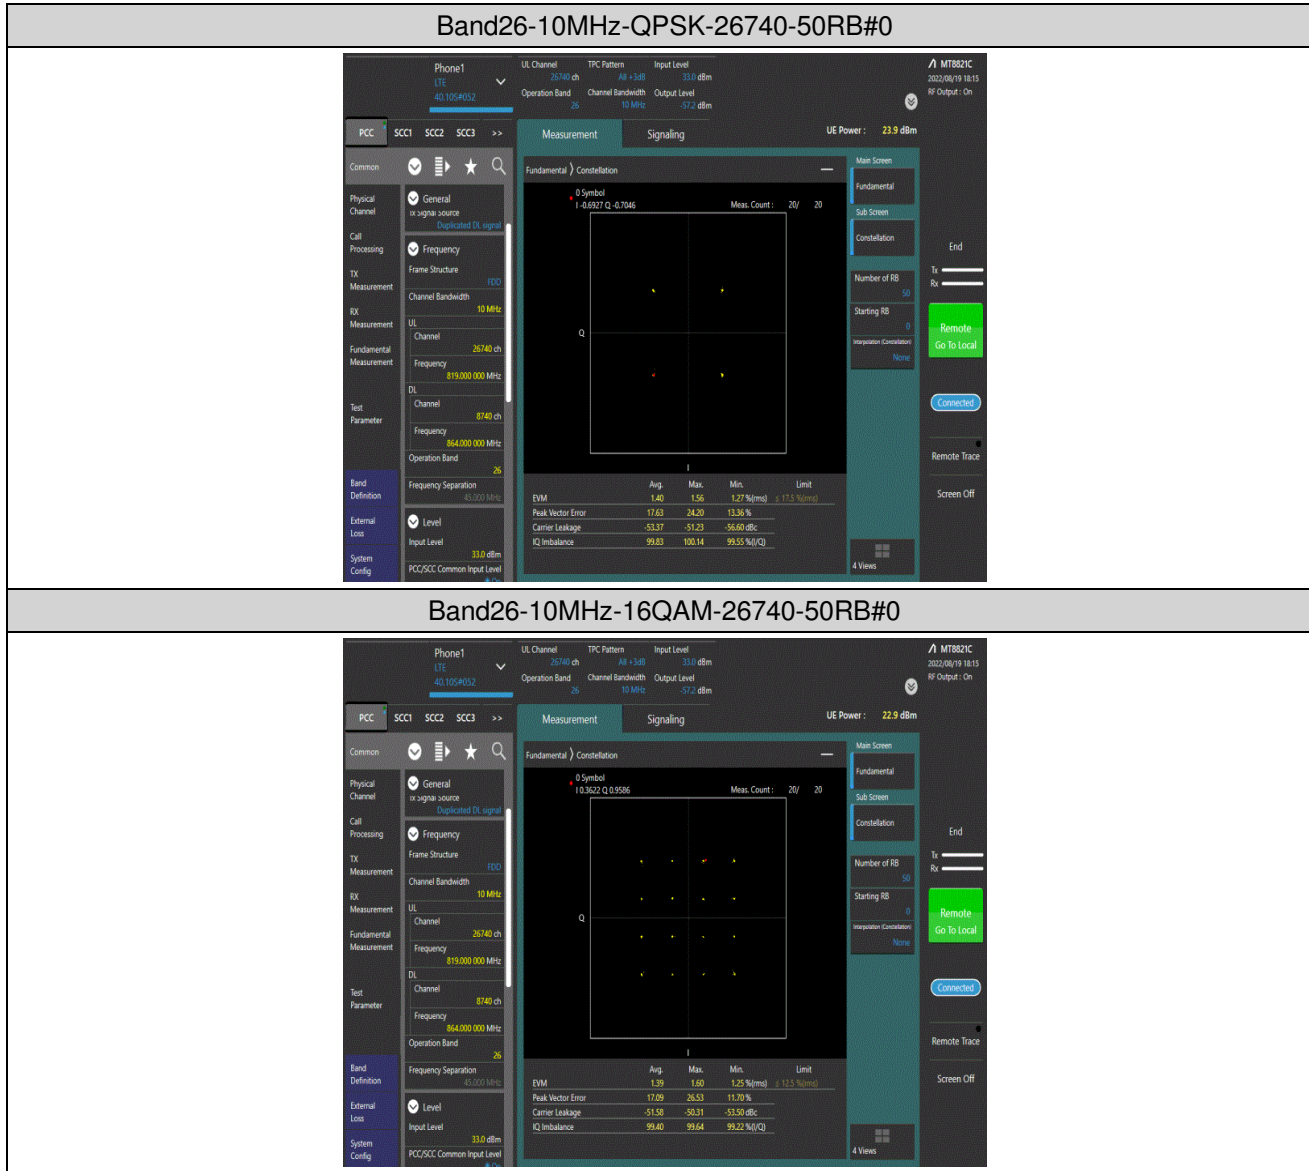 Band26-10MHz-QPSK-26740-50RB#0
Phone1
LTE
40.10S#052
UL Channel TPC Pattern Input Level
26740 ch All +3dB 33.0 dBm
Operation Band Channel Bandwidth Output Level
26 10 MHz -57.2 dBm
MT8821C
2022/08/19 18:15
RF Output : On
PCC SCC1 SCC2 SCC3 >>
Measurement Signaling
UE Power : 23.9 dBm
Common
Physical Channel
Call Processing
TX Measurement
RX Measurement
Fundamental Measurement
Test Parameter
Band Definition
External Loss
System Config
General
Tx Signal Source
Duplicated DL signal
Frequency
Frame Structure
FDD
Channel Bandwidth
10 MHz
UL
Channel
26740 ch
Frequency
819.000 000 MHz
DL
Channel
8740 ch
Frequency
864.000 000 MHz
Operation Band
26
Frequency Separation
45.000 MHz
Level
Input Level
33.0 dBm
PCC/SCC Common Input Level
On
Fundamental ⟩ Constellation
0 Symbol
I -0.6927 Q -0.7046 Meas. Count : 20/ 20
Q
I
Avg. Max. Min. Limit
EVM 1.40 1.56 1.27 %(rms) ≤ 17.5 %(rms)
Peak Vector Error 17.63 24.20 13.36 %
Carrier Leakage -53.37 -51.23 -56.60 dBc
IQ Imbalance 99.83 100.14 99.55 %(I/Q)
Main Screen
Fundamental
Sub Screen
Constellation
Number of RB
50
Starting RB
0
Interpolation (Constellation)
None
4 Views
End
Tx
Rx
Remote
Go To Local
Connected
Remote Trace
Screen Off
Band26-10MHz-16QAM-26740-50RB#0
Phone1
LTE
40.10S#052
UL Channel TPC Pattern Input Level
26740 ch All +3dB 33.0 dBm
Operation Band Channel Bandwidth Output Level
26 10 MHz -57.2 dBm
MT8821C
2022/08/19 18:15
RF Output : On
PCC SCC1 SCC2 SCC3 >>
Measurement Signaling
UE Power : 22.9 dBm
Common
Physical Channel
Call Processing
TX Measurement
RX Measurement
Fundamental Measurement
Test Parameter
Band Definition
External Loss
System Config
General
Tx Signal Source
Duplicated DL signal
Frequency
Frame Structure
FDD
Channel Bandwidth
10 MHz
UL
Channel
26740 ch
Frequency
819.000 000 MHz
DL
Channel
8740 ch
Frequency
864.000 000 MHz
Operation Band
26
Frequency Separation
45.000 MHz
Level
Input Level
33.0 dBm
PCC/SCC Common Input Level
On
Fundamental ⟩ Constellation
0 Symbol
I 0.3622 Q 0.9586 Meas. Count : 20/ 20
Q
I
Avg. Max. Min. Limit
EVM 1.39 1.60 1.25 %(rms) ≤ 12.5 %(rms)
Peak Vector Error 17.09 26.53 11.70 %
Carrier Leakage -51.58 -50.31 -53.50 dBc
IQ Imbalance 99.40 99.64 99.22 %(I/Q)
Main Screen
Fundamental
Sub Screen
Constellation
Number of RB
50
Starting RB
0
Interpolation (Constellation)
None
4 Views
End
Tx
Rx
Remote
Go To Local
Connected
Remote Trace
Screen Off